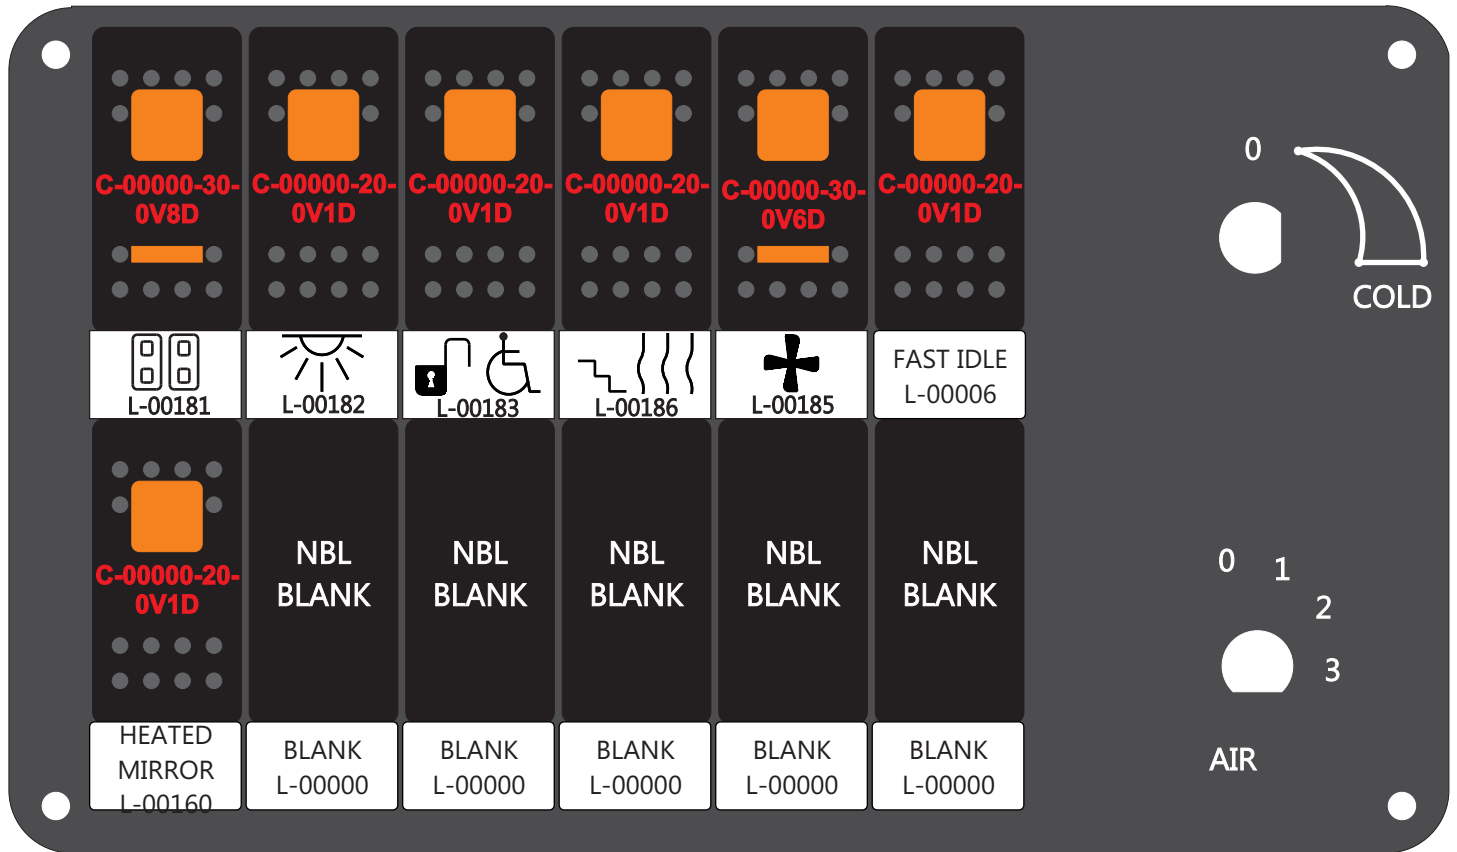 C-00000-30-
0V8D
C-00000-20-
0V1D
C-00000-20-
0V1D
C-00000-20-
0V1D
C-00000-30-
0V6D
C-00000-20-
0V1D
L-00181
L-00182
L-00183
L-00186
L-00185
FAST IDLE
L-00006
0
COLD
C-00000-20-
0V1D
NBL
BLANK
NBL
BLANK
NBL
BLANK
NBL
BLANK
NBL
BLANK
HEATED
MIRROR
L-00160
BLANK
L-00000
BLANK
L-00000
BLANK
L-00000
BLANK
L-00000
BLANK
L-00000
0
1
2
3
AIR